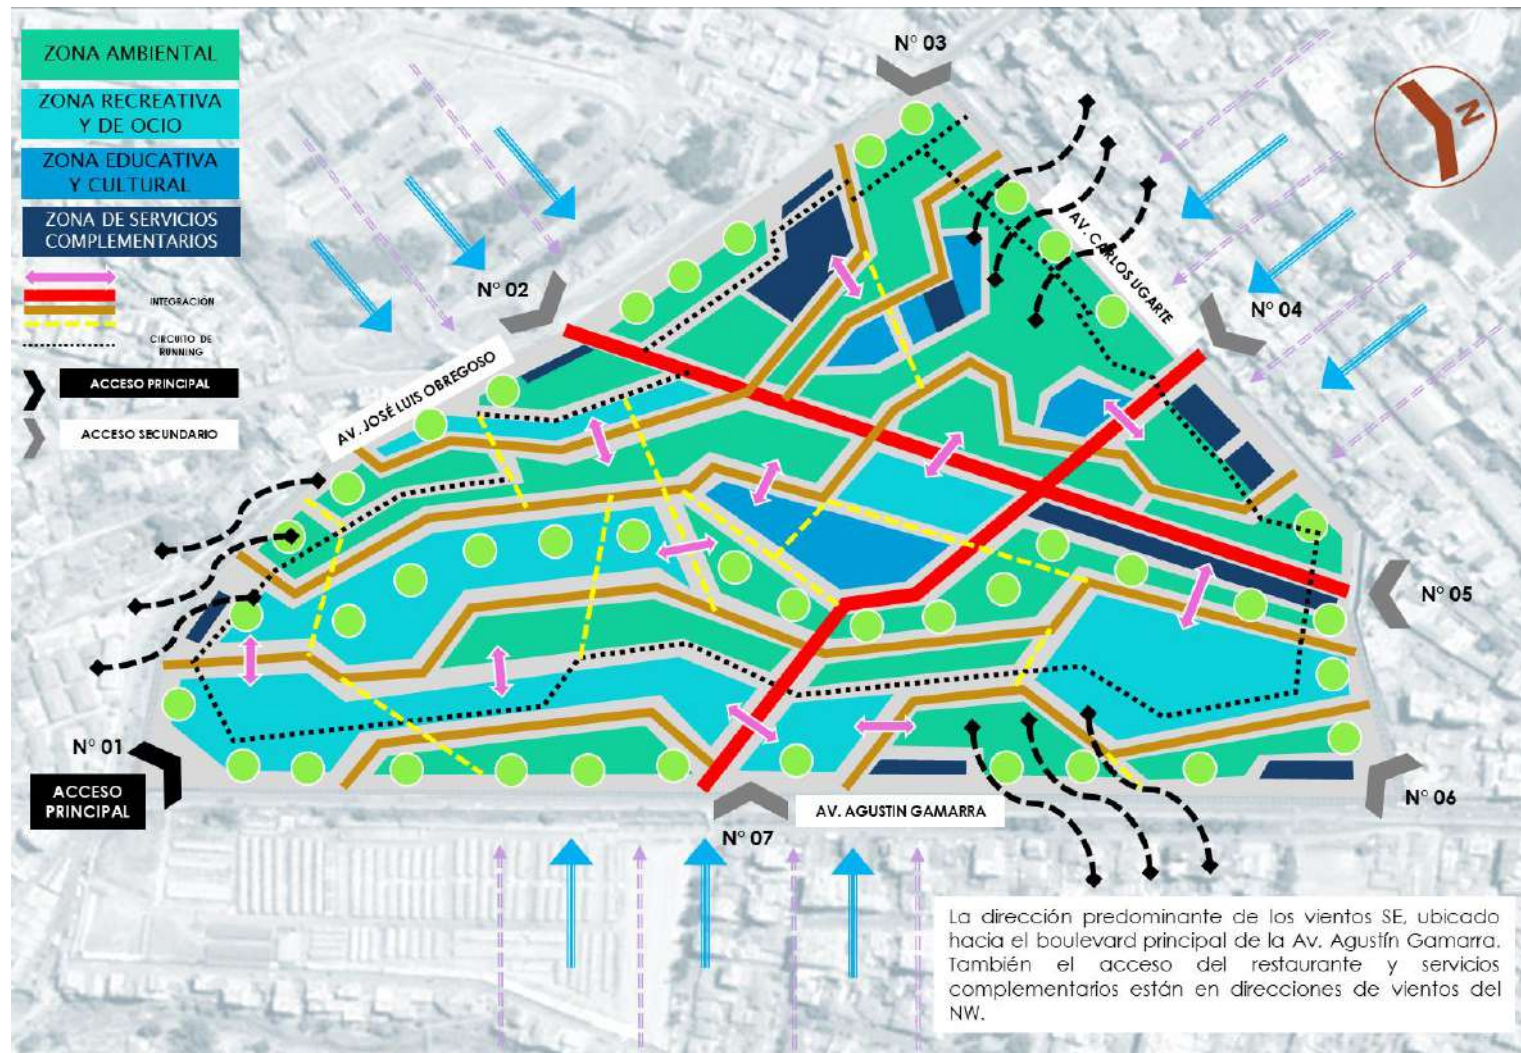 ZONA AMBIENTAL
ZONA RECREATIVA
Y DE OCIO
ZONA EDUCATIVA
Y CULTURAL
ZONA DE SERVICIOS
COMPLEMENTARIOS
INTEGRACIÓN
CIRCUITO DE
RUNNING
ACCESO PRINCIPAL
ACCESO SECUNDARIO
N° 03
N
N° 02
AV. CARLOS UGARTE
N° 04
AV. JOSÉ LUIS OBREGOSO
N° 05
N° 01
ACCESO
PRINCIPAL
N° 06
AV. AGUSTIN GAMARRA
N° 07
La dirección predominante de los vientos SE, ubicado
hacia el boulevard principal de la Av. Agustín Gamarra.
También el acceso del restaurante y servicios
complementarios están en direcciones de vientos del
NW.